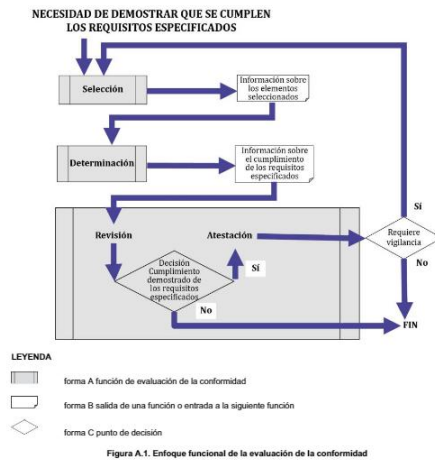 NECESIDAD DE DEMOSTRAR QUE SE CUMPLEN
LOS REQUISITOS ESPECIFICADOS
Selección
Información sobre
los elementos
seleccionados
Determinación
Información sobre
el cumplimiento
de los requisitos
especificados
Sí
Revisión
Atestación
Requiere
vigilancia
Decisión
Cumplimiento
demostrado de
los requisitos
especificados
Sí
No
No
FIN
LEYENDA
forma A función de evaluación de la conformidad
forma B salida de una función o entrada a la siguiente función
forma C punto de decisión
Figura A.1. Enfoque funcional de la evaluación de la conformidad